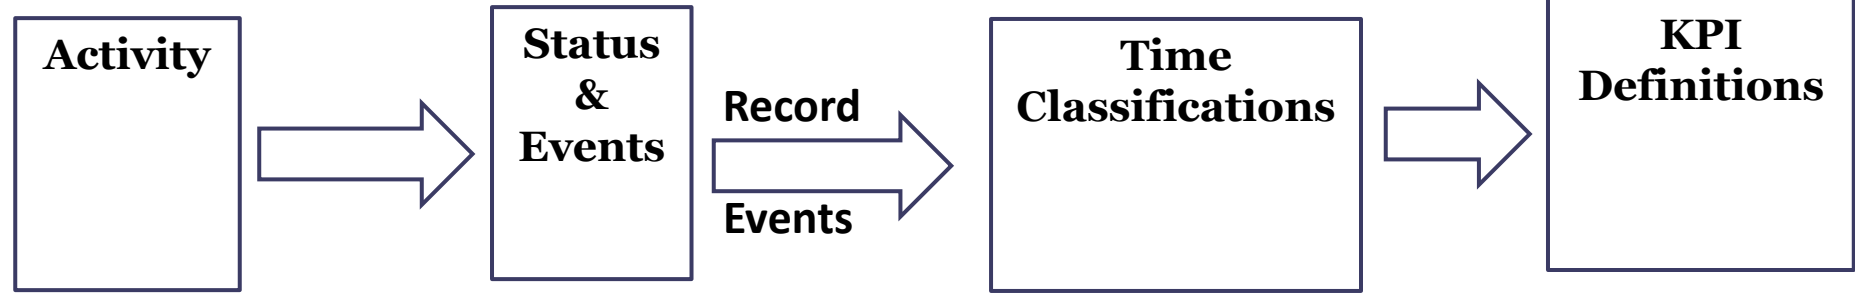 Activity
Status
&
Events
Record
Events
Time
Classifications
KPI
Definitions